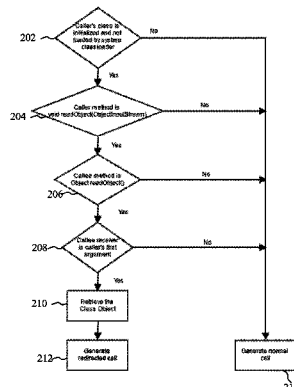 202
Caller's class is
initialized and not
loaded by system
classloader
No
Yes
204
Caller method is
void readObject(ObjectInputStream)
No
Yes
206
Callee method is
Object readObject()
No
Yes
208
Callee receiver
is caller's first
argument
No
Yes
210
Retrieve the
Class Object
212
Generate
redirected call
Generate normal
call